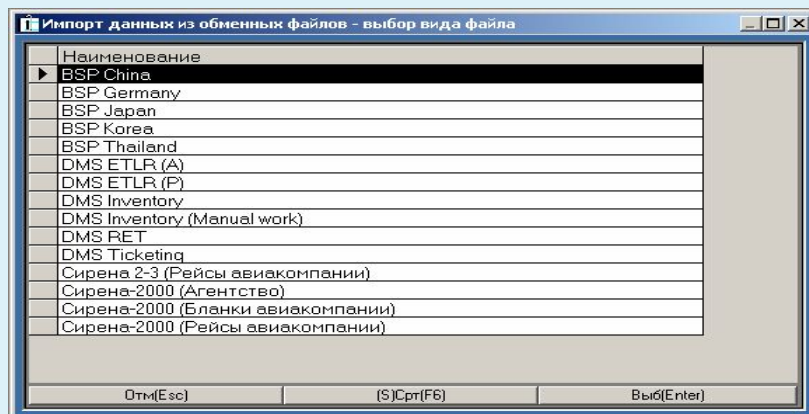 Импорт данных из обменных файлов - выбор вида файла
Наименование
BSP China
BSP Germany
BSP Japan
BSP Korea
BSP Thailand
DMS ETLR (A)
DMS ETLR (P)
DMS Inventory
DMS Inventory (Manual work)
DMS RET
DMS Ticketing
Сирена 2-3 (Рейсы авиакомпании)
Сирена-2000 (Агентство)
Сирена-2000 (Бланки авиакомпании)
Сирена-2000 (Рейсы авиакомпании)
Отм(Esc) (S)Срт(F6) Выб(Enter)